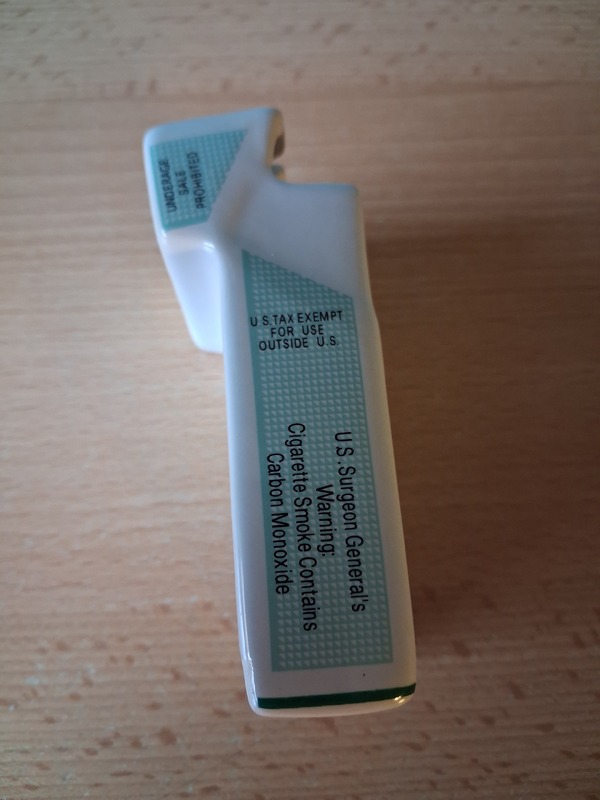 UNDERAGE
SALE
PROHIBITED
U.S.TAX EXEMPT
FOR USE
OUTSIDE U.S.
U.S. Surgeon General's
Warning:
Cigarette Smoke Contains
Carbon Monoxide